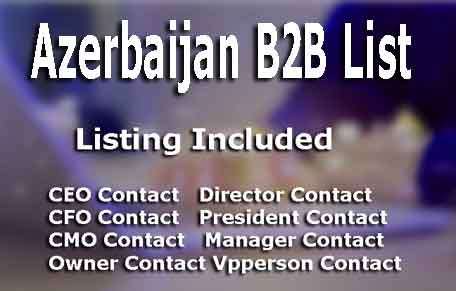 Azerbaijan B2B List
Listing Included
CEO Contact Director Contact
CFO Contact President Contact
CMO Contact Manager Contact
Owner Contact Vpperson Contact